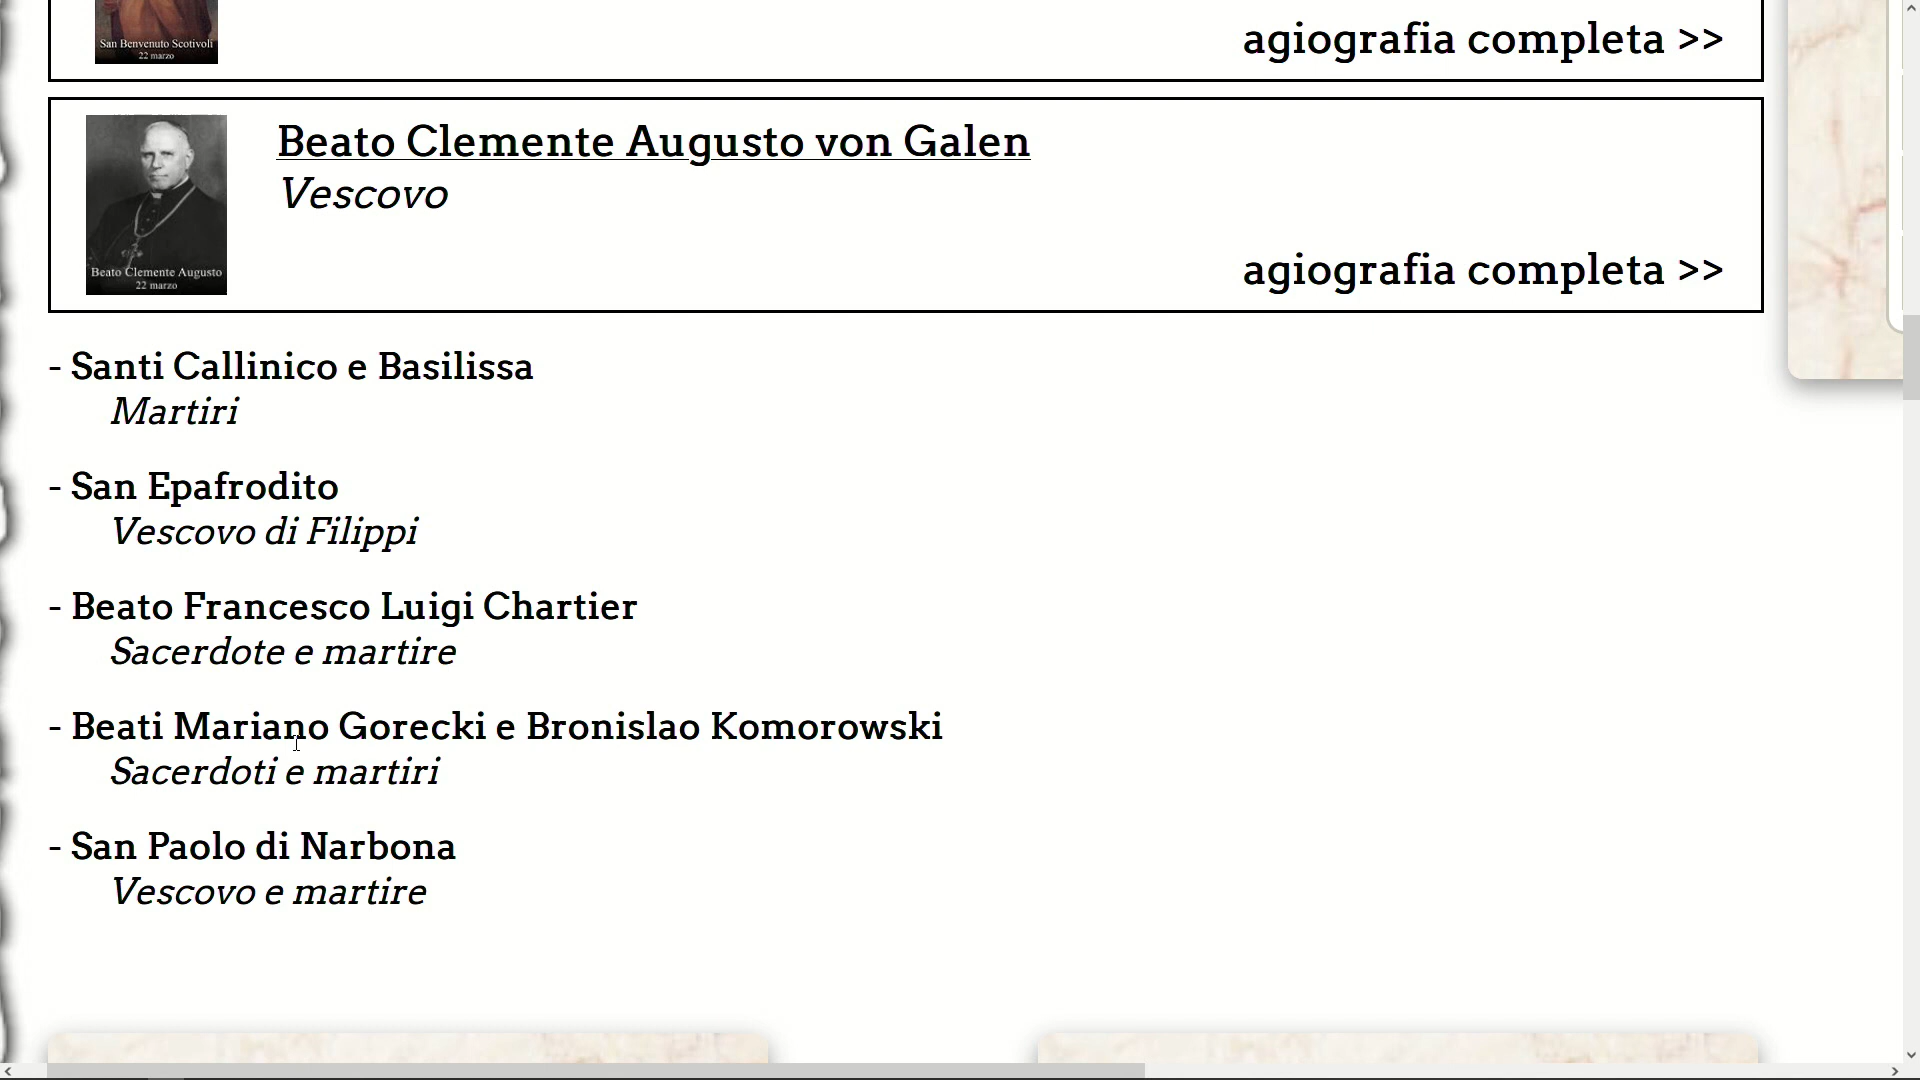 San Benvenuto Scotivoli
22 marzo
agiografia completa >>
Beato Clemente Augusto von Galen
Vescovo
Beato Clemente Augusto
22 marzo
agiografia completa >>
- Santi Callinico e Basilissa
Martiri
- San Epafrodito
Vescovo di Filippi
- Beato Francesco Luigi Chartier
Sacerdote e martire
- Beati Mariano Gorecki e Bronislao Komorowski
Sacerdoti e martiri
- San Paolo di Narbona
Vescovo e martire